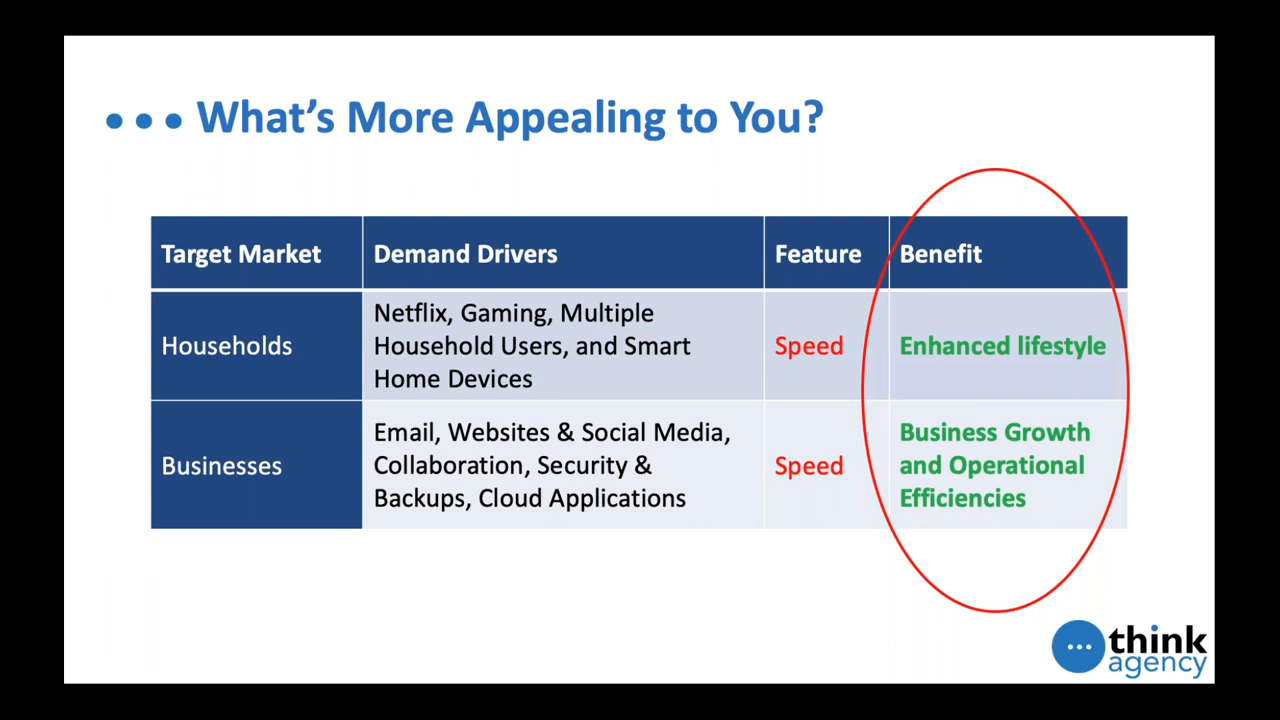 What's More Appealing to You?
Target Market Demand Drivers Feature Benefit
Households
Netflix, Gaming, Multiple
Household Users, and Smart
Home Devices
Speed
Enhanced lifestyle
Businesses
Email, Websites & Social Media,
Collaboration, Security &
Backups, Cloud Applications
Speed
Business Growth
and Operational
Efficiencies
think
agency